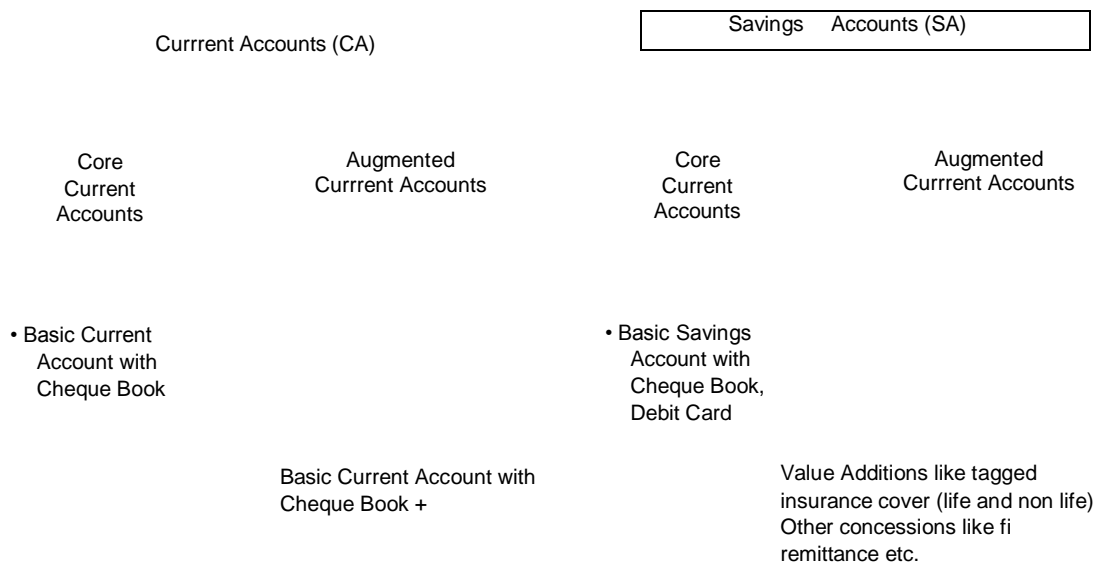 Currrent Accounts (CA)
Savings Accounts (SA)
Core
Current
Accounts
Augmented
Currrent Accounts
Core
Current
Accounts
Augmented
Currrent Accounts
• Basic Current
Account with
Cheque Book
• Basic Savings
Account with
Cheque Book,
Debit Card
Basic Current Account with
Cheque Book +
Value Additions like tagged
insurance cover (life and non life)
Other concessions like fi
remittance etc.